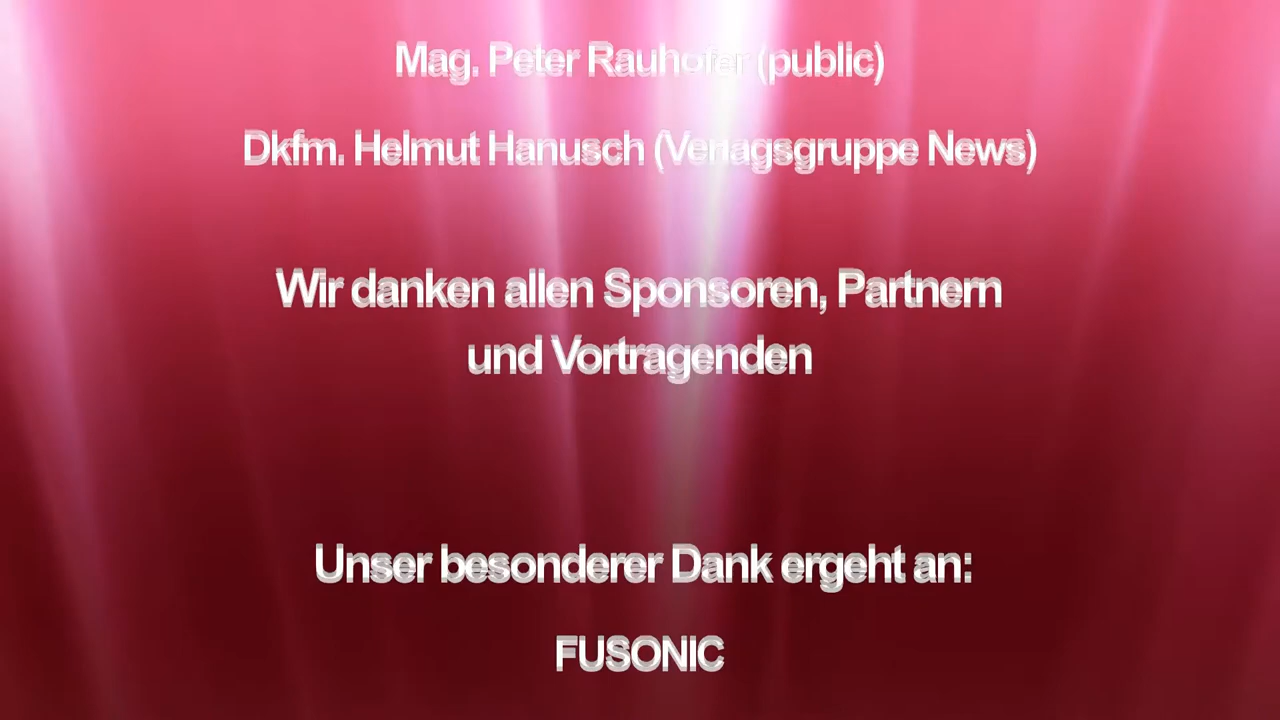 Mag. Peter Rauhofer (public)
Dkfm. Helmut Hanusch (Verlagsgruppe News)
Wir danken allen Sponsoren, Partnern
und Vortragenden
Unser besonderer Dank ergeht an:
FUSONIC